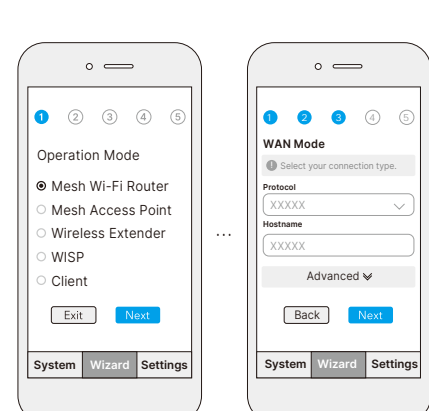 1 2 3 4 5
Operation Mode
Mesh Wi-Fi Router
Mesh Access Point
Wireless Extender
WISP
Client
Exit Next
System Wizard Settings
...
1 2 3 4 5
WAN Mode
! Select your connection type.
Protocol
XXXXX
Hostname
XXXXX
Advanced
Back Next
System Wizard Settings